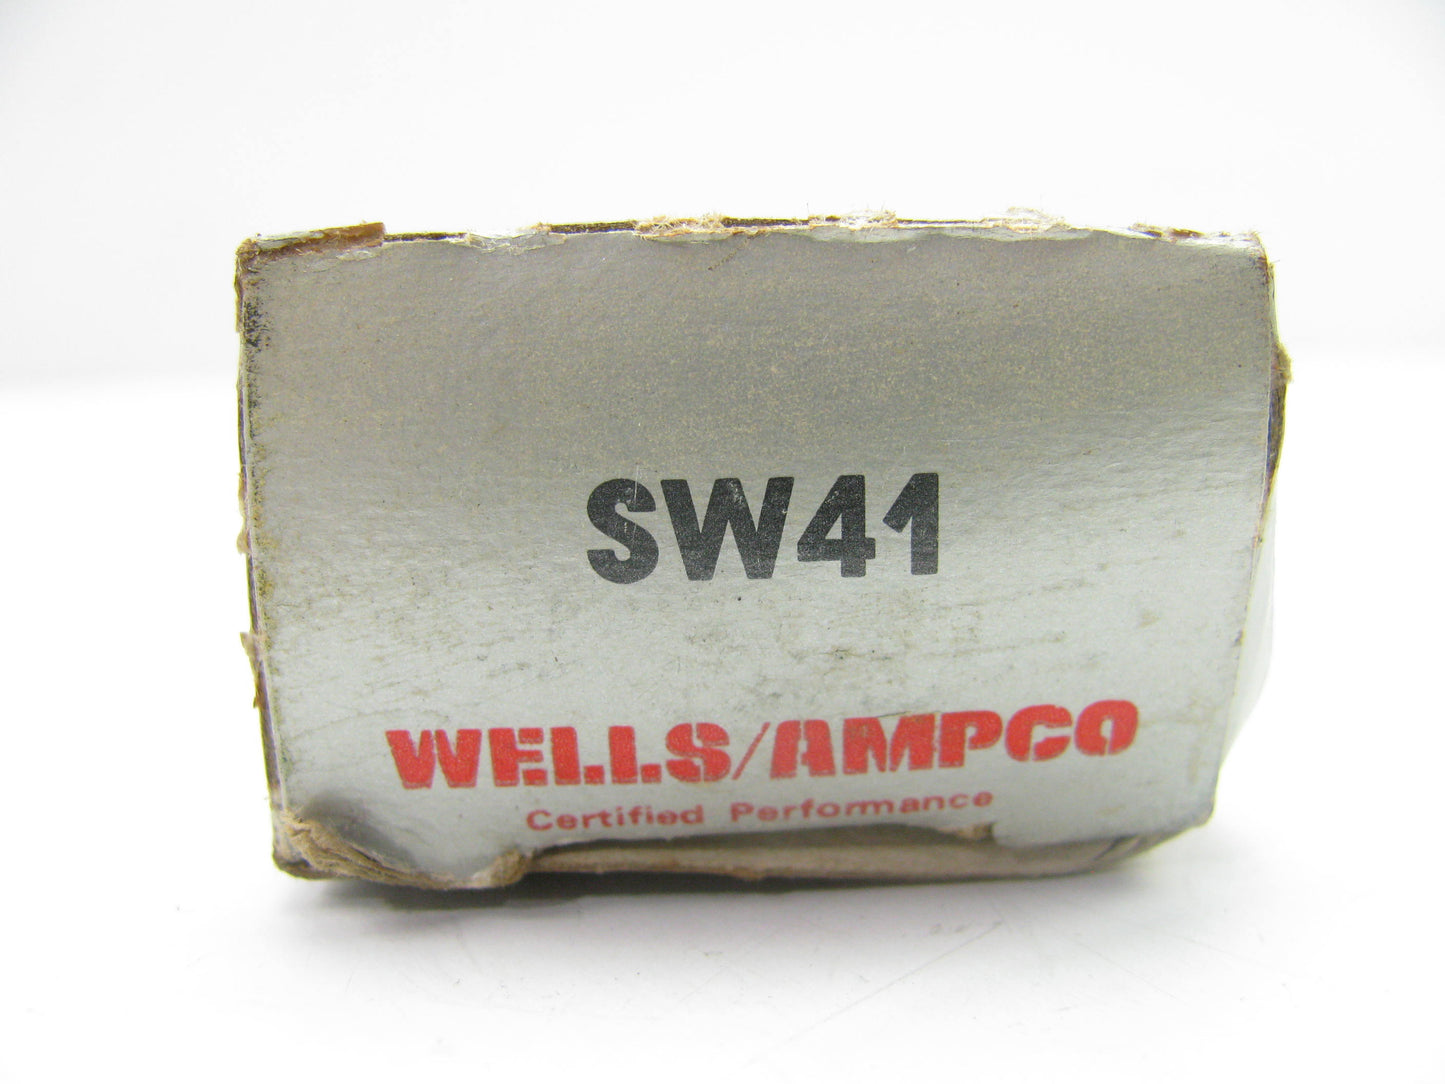 SW41
WELLS/AMPCO
Certified Performance